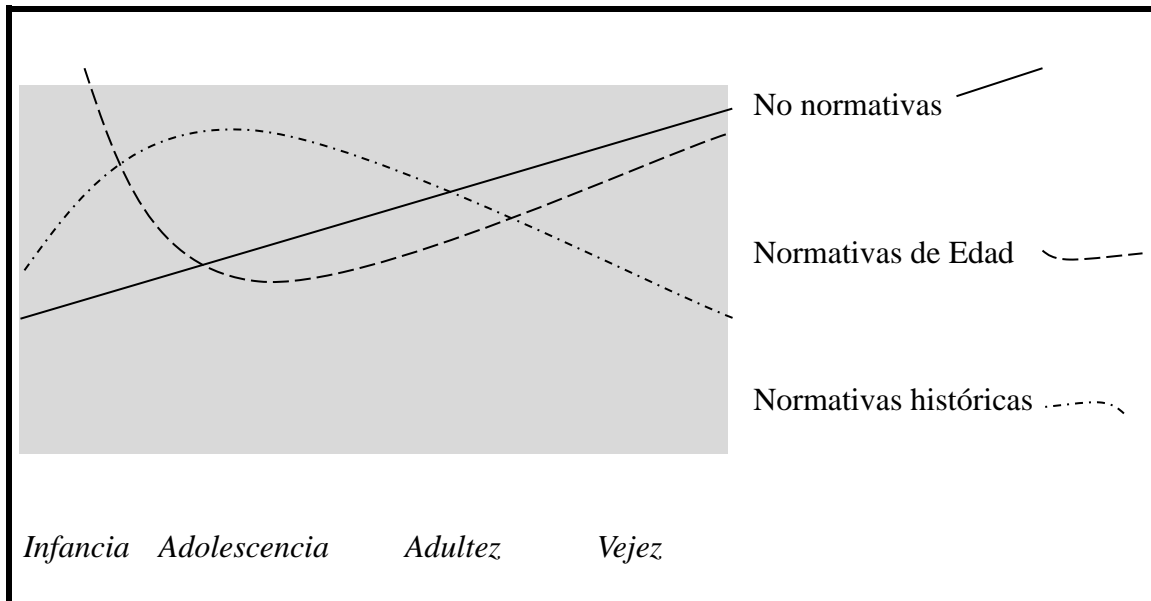 No normativas
Normativas de Edad
Normativas históricas
Infancia Adolescencia Adultez Vejez